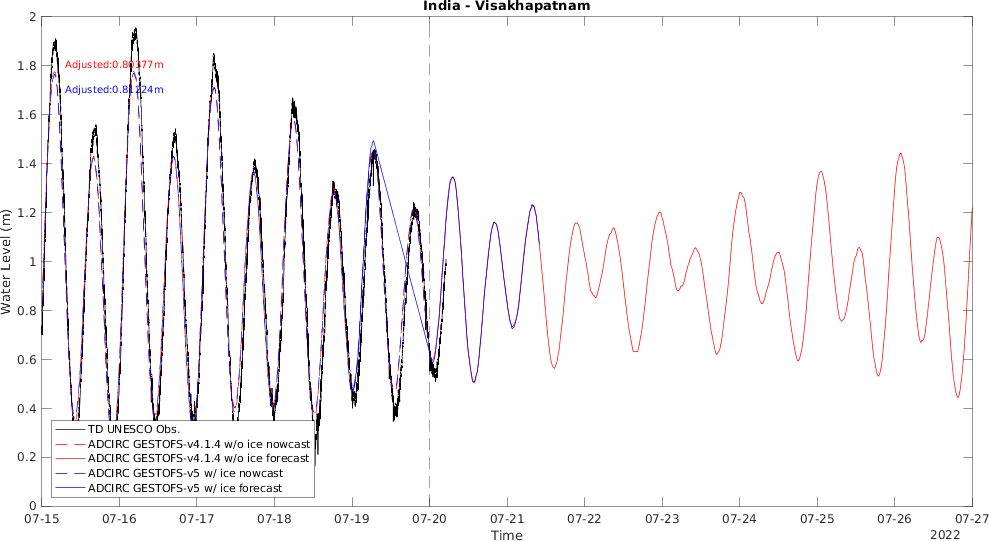 India - Visakhapatnam
2
1.8
1.6
1.4
1.2
1
0.8
0.6
0.4
0.2
0
Water Level (m)
Adjusted:0.80377m
Adjusted:0.81224m
TD UNESCO Obs.
ADCIRC GESTOFS-v4.1.4 w/o ice nowcast
ADCIRC GESTOFS-v4.1.4 w/o ice forecast
ADCIRC GESTOFS-v5 w/ ice nowcast
ADCIRC GESTOFS-v5 w/ ice forecast
07-15 07-16 07-17 07-18 07-19 07-20 07-21 07-22 07-23 07-24 07-25 07-26 07-27
Time
2022